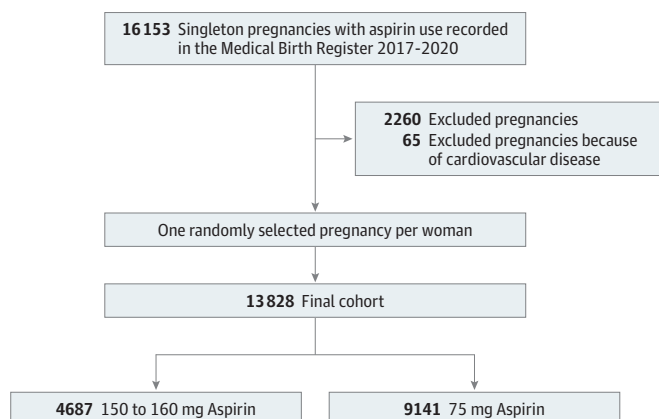 16 153 Singleton pregnancies with aspirin use recorded
in the Medical Birth Register 2017-2020
2260 Excluded pregnancies
65 Excluded pregnancies because
of cardiovascular disease
One randomly selected pregnancy per woman
13 828 Final cohort
4687 150 to 160 mg Aspirin
9141 75 mg Aspirin